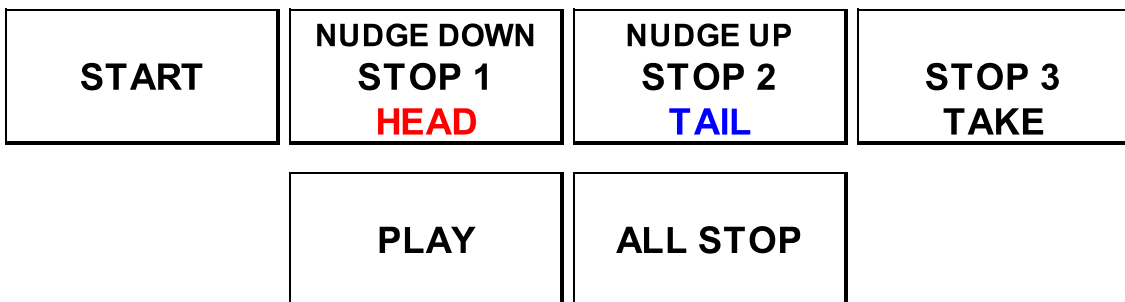 START
NUDGE DOWN
STOP 1
HEAD
NUDGE UP
STOP 2
TAIL
STOP 3
TAKE
PLAY
ALL STOP